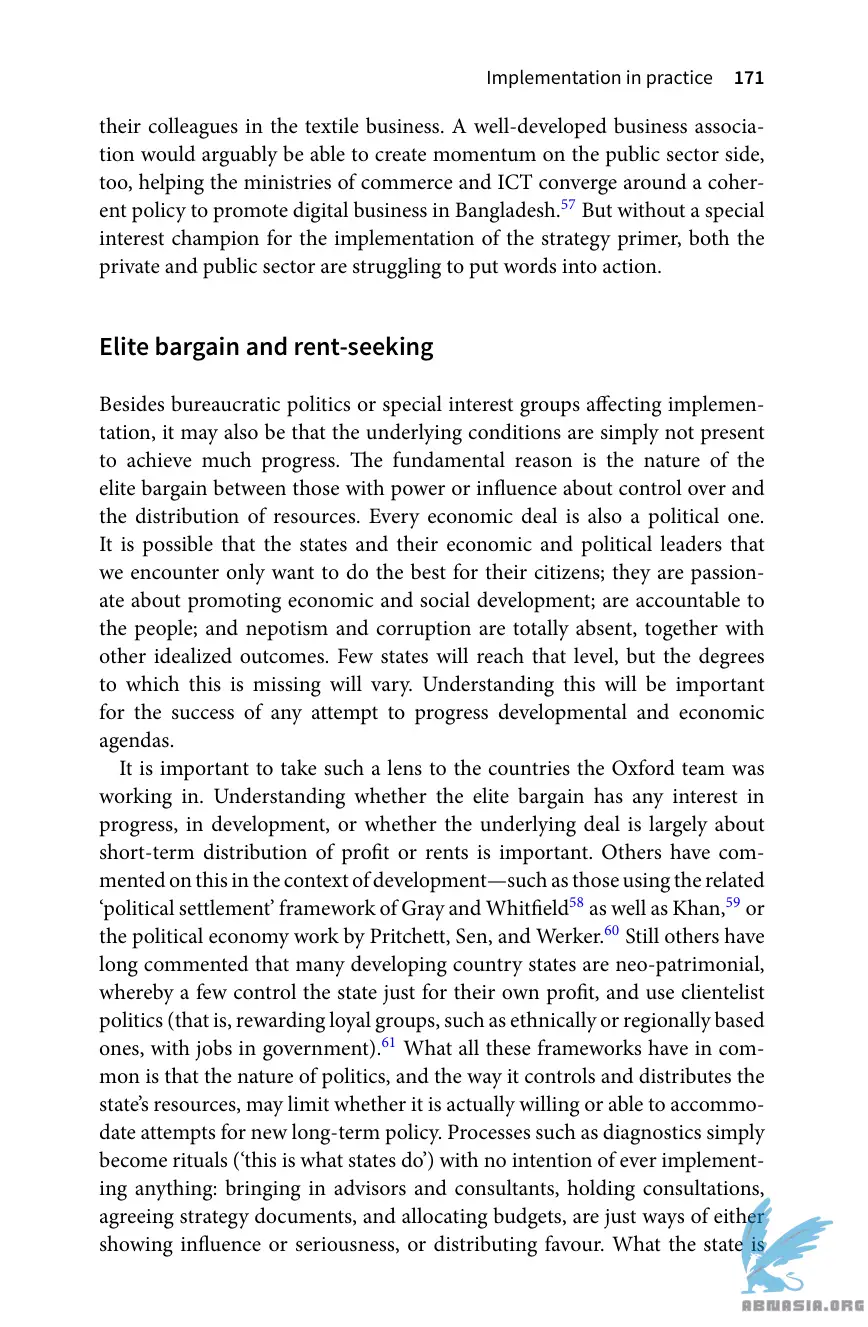 Implementation in practice 171
their colleagues in the textile business. A well-developed business associa-
tion would arguably be able to create momentum on the public sector side,
too, helping the ministries of commerce and ICT converge around a coher-
ent policy to promote digital business in Bangladesh.57 But without a special
interest champion for the implementation of the strategy primer, both the
private and public sector are struggling to put words into action.
Elite bargain and rent-seeking
Besides bureaucratic politics or special interest groups affecting implemen-
tation, it may also be that the underlying conditions are simply not present
to achieve much progress. The fundamental reason is the nature of the
elite bargain between those with power or influence about control over and
the distribution of resources. Every economic deal is also a political one.
It is possible that the states and their economic and political leaders that
we encounter only want to do the best for their citizens; they are passion-
ate about promoting economic and social development; are accountable to
the people; and nepotism and corruption are totally absent, together with
other idealized outcomes. Few states will reach that level, but the degrees
to which this is missing will vary. Understanding this will be important
for the success of any attempt to progress developmental and economic
agendas.
It is important to take such a lens to the countries the Oxford team was
working in. Understanding whether the elite bargain has any interest in
progress, in development, or whether the underlying deal is largely about
short-term distribution of profit or rents is important. Others have com-
mented on this in the context of development—such as those using the related
‘political settlement’ framework of Gray and Whitfield58 as well as Khan,59 or
the political economy work by Pritchett, Sen, and Werker.60 Still others have
long commented that many developing country states are neo-patrimonial,
whereby a few control the state just for their own profit, and use clientelist
politics (that is, rewarding loyal groups, such as ethnically or regionally based
ones, with jobs in government).61 What all these frameworks have in com-
mon is that the nature of politics, and the way it controls and distributes the
state’s resources, may limit whether it is actually willing or able to accommo-
date attempts for new long-term policy. Processes such as diagnostics simply
become rituals (‘this is what states do’) with no intention of ever implement-
ing anything: bringing in advisors and consultants, holding consultations,
agreeing strategy documents, and allocating budgets, are just ways of either
showing influence or seriousness, or distributing favour. What the state is
ABNASIA.ORG